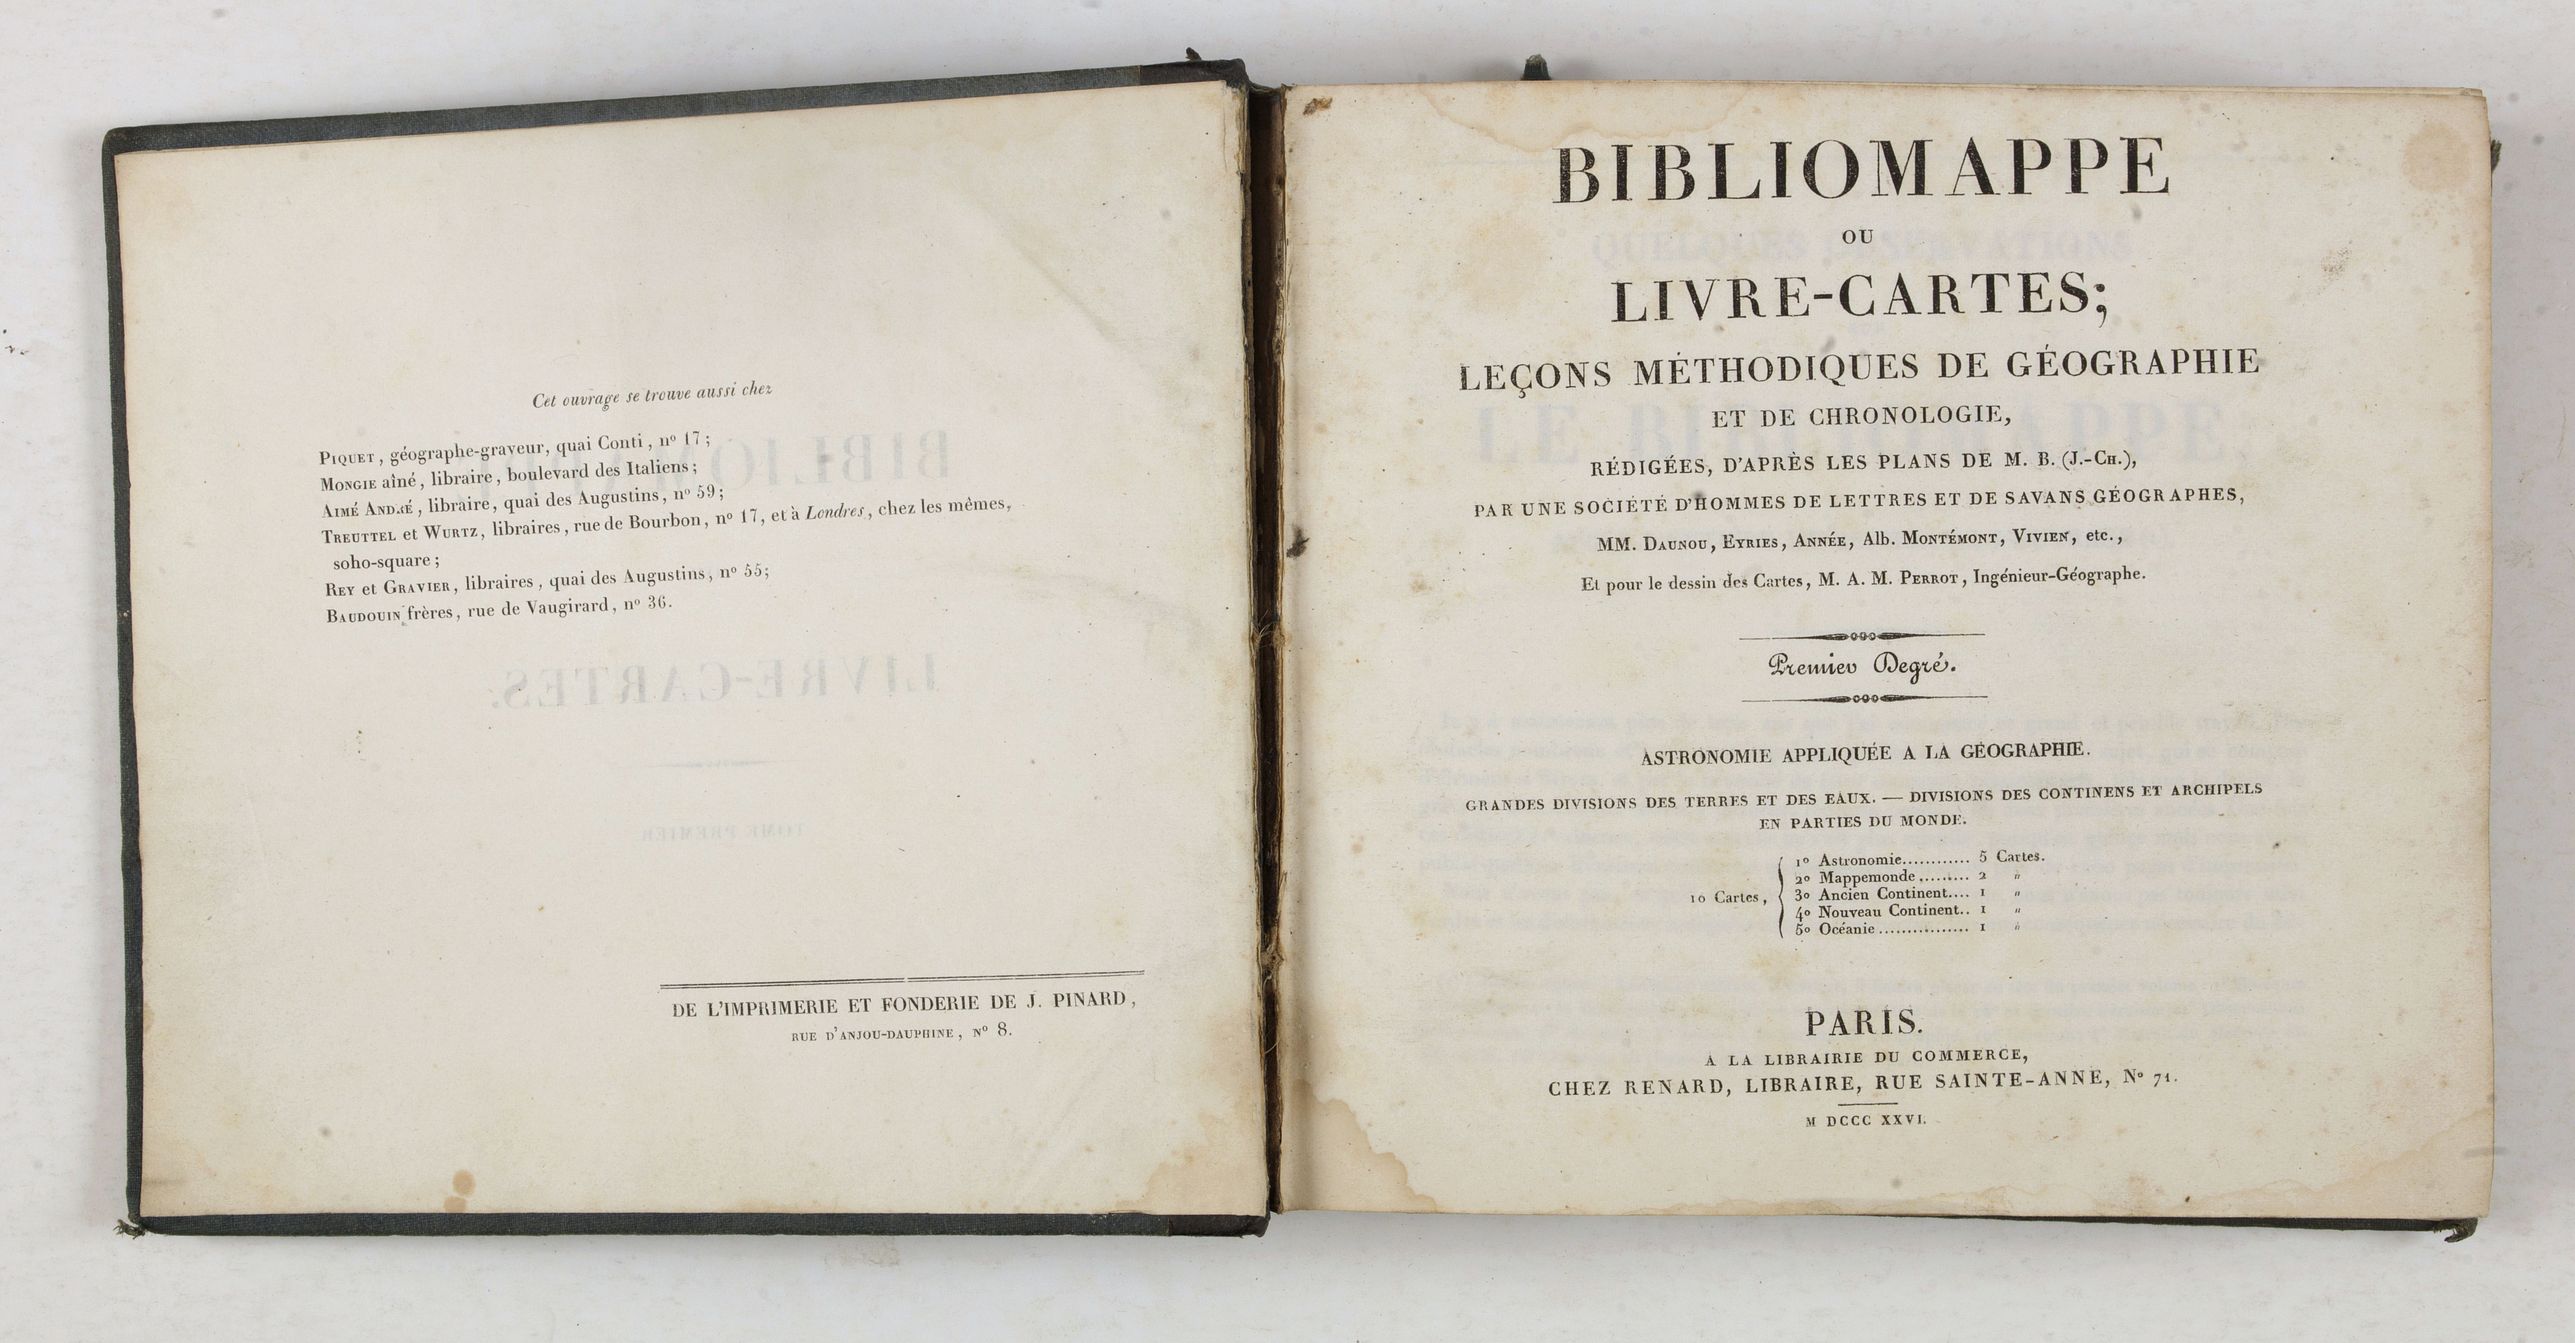 Cet ouvrage se trouve aussi chez
PIQUET, géographe-graveur, quai Conti, nº 17;
MONGIE aîné, libraire, boulevard des Italiens;
AIMÉ ANDRÉ, libraire, quai des Augustins, nº 59;
TREUTTEL et WURTZ, libraires, rue de Bourbon, nº 17, et à Londres, chez les mêmes,
soho-square;
REY et GRAVIER, libraires, quai des Augustins, nº 55;
BAUDOUIN frères, rue de Vaugirard, nº 36.
DE L'IMPRIMERIE ET FONDERIE DE J. PINARD,
RUE D'ANJOU-DAUPHINE, Nº 8.
BIBLIOMAPPE
OU
LIVRE-CARTES;
LEÇONS MÉTHODIQUES DE GÉOGRAPHIE
ET DE CHRONOLOGIE,
RÉDIGÉES, D'APRÈS LES PLANS DE M. B. (J.-CH.),
PAR UNE SOCIÉTÉ D'HOMMES DE LETTRES ET DE SAVANS GÉOGRAPHES,
MM. DAUNOU, EYRIES, ANNÉE, Alb. MONTÉMONT, VIVIEN, etc.,
Et pour le dessin des Cartes, M. A. M. PERROT, Ingénieur-Géographe.
Premier Degré.
ASTRONOMIE APPLIQUÉE A LA GÉOGRAPHIE.
GRANDES DIVISIONS DES TERRES ET DES EAUX. — DIVISIONS DES CONTINENS ET ARCHIPELS
EN PARTIES DU MONDE.
10 Cartes,
1º Astronomie............ 5 Cartes.
2º Mappemonde......... 2 "
3º Ancien Continent.... 1 "
4º Nouveau Continent.. 1 "
5º Océanie................ 1 "
PARIS.
A LA LIBRAIRIE DU COMMERCE,
CHEZ RENARD, LIBRAIRE, RUE SAINTE-ANNE, Nº 71.
M DCCC XXVI.